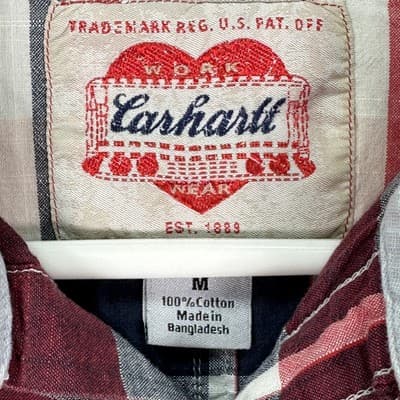 TRADEMARK REG. U.S. PAT. OFF
WORK
Carhartt
WEAR
EST. 1889
M
100%Cotton
Made in
Bangladesh